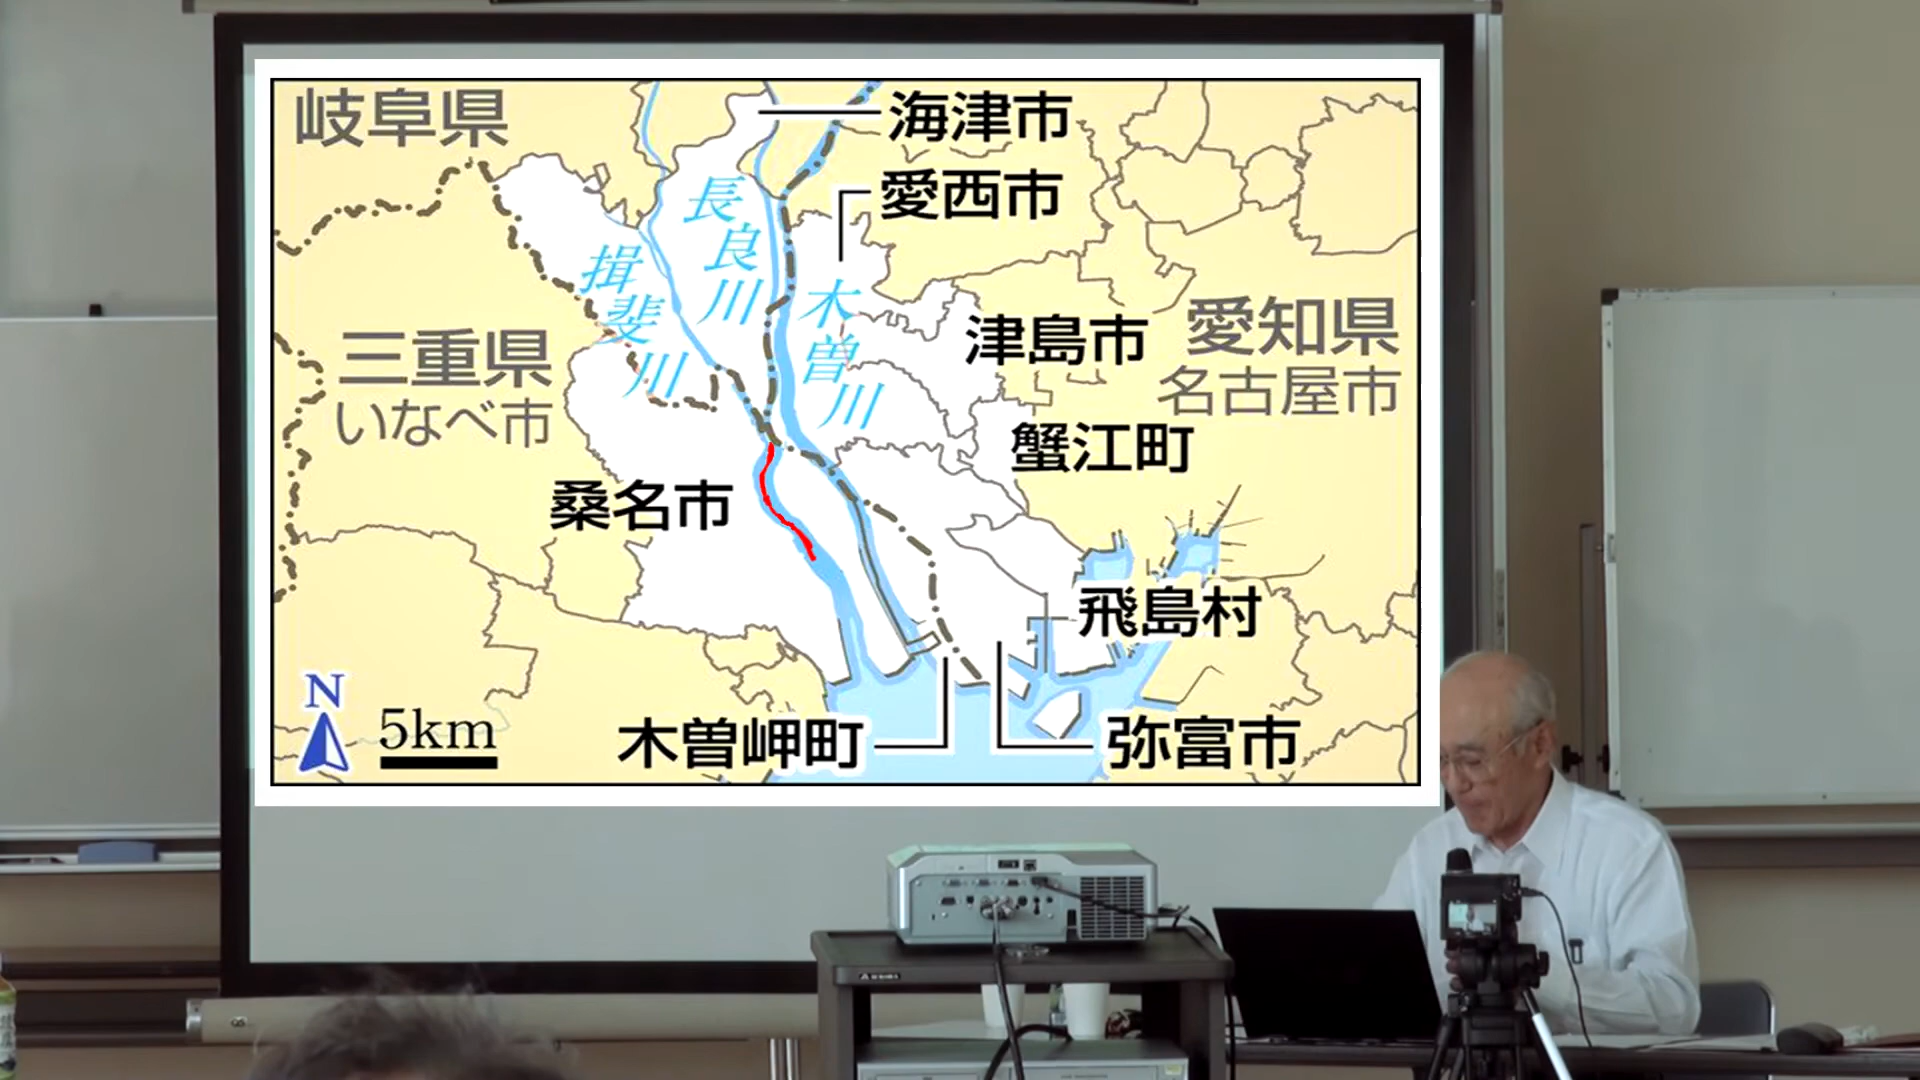 岐阜県
海津市
愛西市
長良川
揖斐川
木曽川
三重県
いなべ市
津島市
愛知県
名古屋市
蟹江町
桑名市
飛島村
N
5km
木曽岬町
弥富市